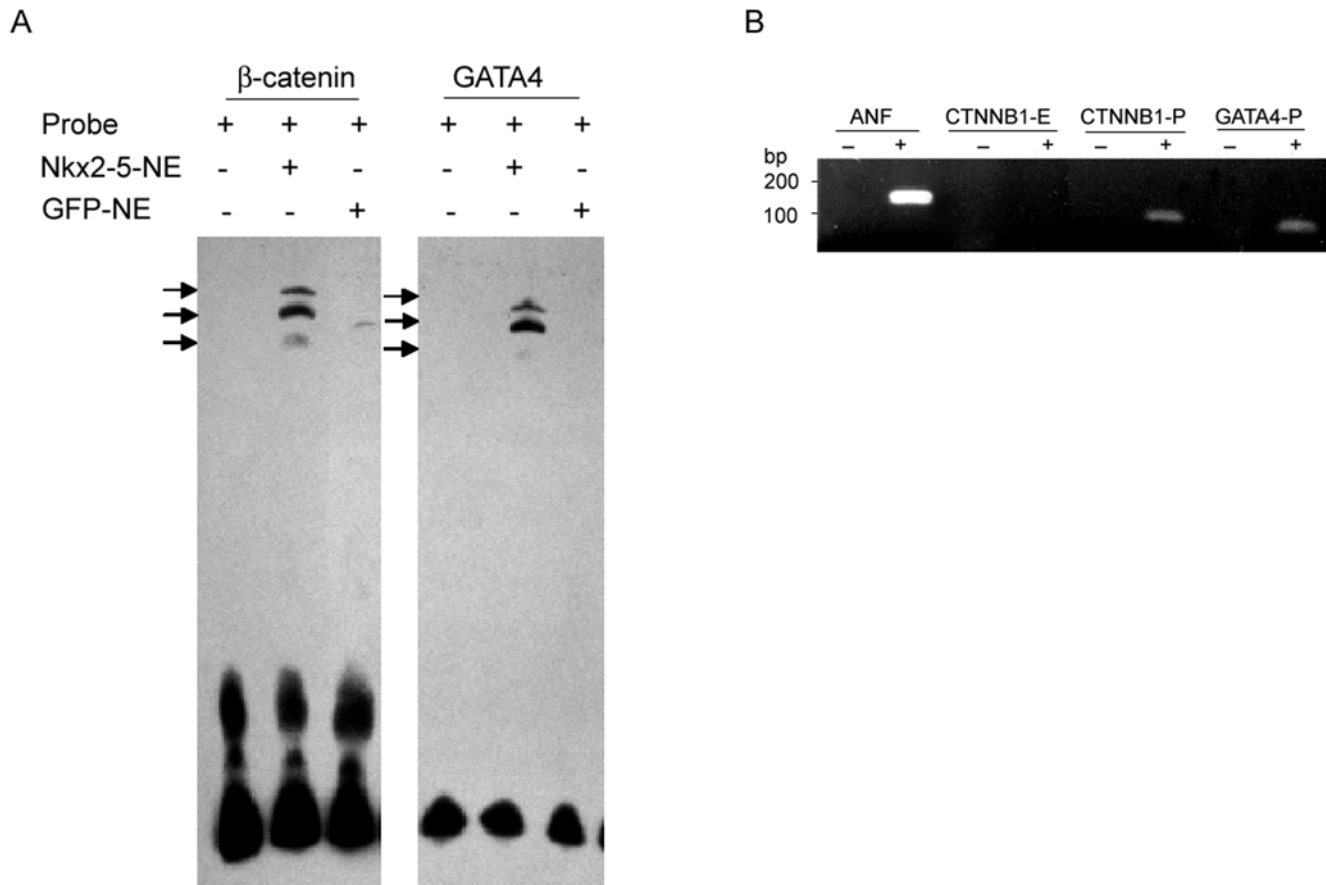 A
β-catenin GATA4
Probe + + + + + +
Nkx2-5-NE - + - - + -
GFP-NE - - + - - +
B
ANF CTNNB1-E CTNNB1-P GATA4-P
bp – + – + – + – +
200
100